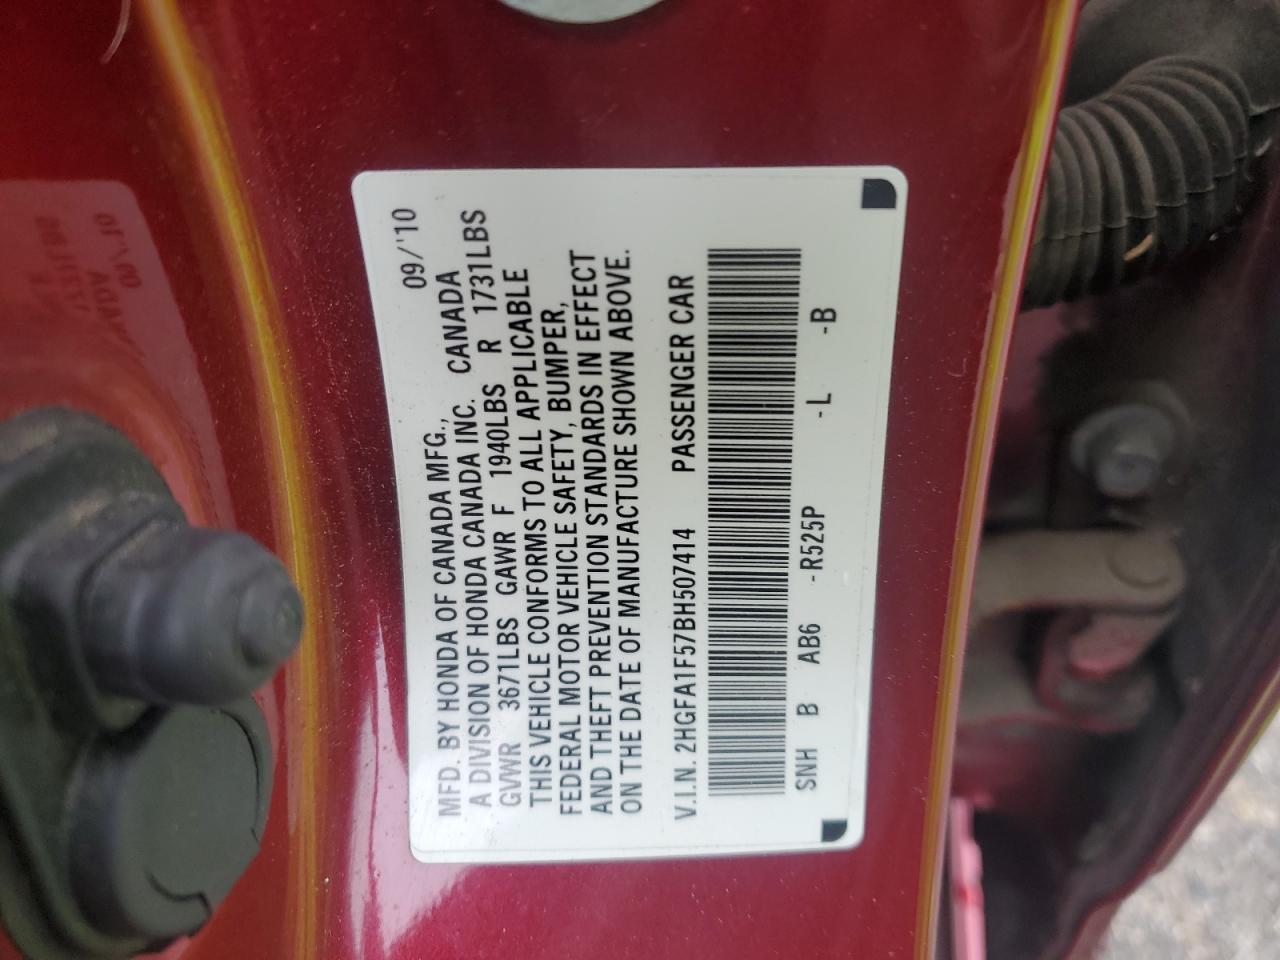 09/'10
MFD. BY HONDA OF CANADA MFG.,
A DIVISION OF HONDA CANADA INC. CANADA
GVWR 3671LBS GAWR F 1940LBS R 1731LBS
THIS VEHICLE CONFORMS TO ALL APPLICABLE
FEDERAL MOTOR VEHICLE SAFETY, BUMPER,
AND THEFT PREVENTION STANDARDS IN EFFECT
ON THE DATE OF MANUFACTURE SHOWN ABOVE.
V.I.N. 2HGFA1F57BH507414 PASSENGER CAR
SNH B AB6 -R525P -L -B